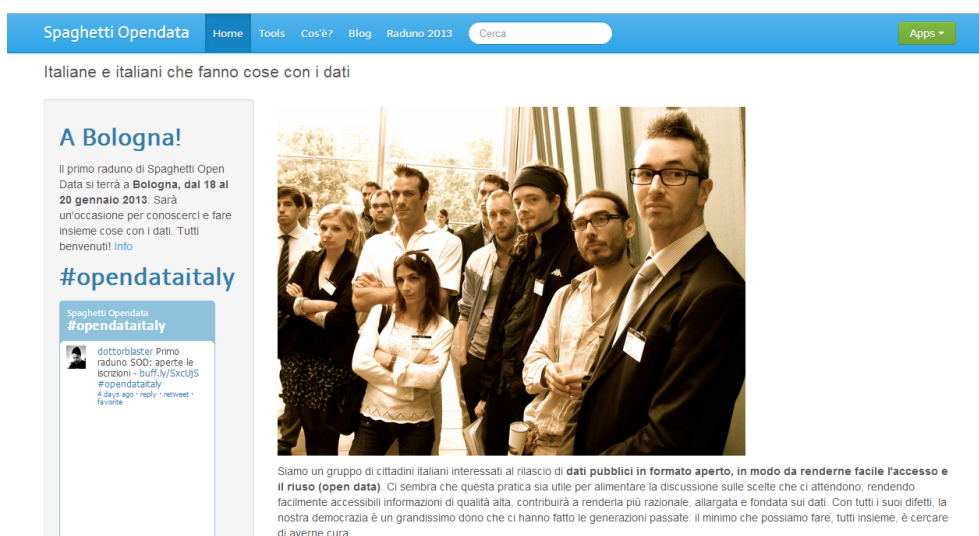 Spaghetti Opendata Home Tools Cos'è? Blog Raduno 2013 Cerca Apps
Italiane e italiani che fanno cose con i dati
A Bologna!
Il primo raduno di Spaghetti Open
Data si terrà a Bologna, dal 18 al
20 gennaio 2013. Sarà
un'occasione per conoscerci e fare
insieme cose con i dati. Tutti
benvenuti! Info
#opendataitaly
Spaghetti Opendata
#opendataitaly
dottorblaster Primo
raduno SOD: aperte le
iscrizioni - buff.ly/SxcUjS
#opendataitaly
4 days ago · reply · retweet ·
favorite
Siamo un gruppo di cittadini italiani interessati al rilascio di dati pubblici in formato aperto, in modo da renderne facile l'accesso e
il riuso (open data). Ci sembra che questa pratica sia utile per alimentare la discussione sulle scelte che ci attendono; rendendo
facilmente accessibili informazioni di qualità alta, contribuirà a renderla più razionale, allargata e fondata sui dati. Con tutti i suoi difetti, la
nostra democrazia è un grandissimo dono che ci hanno fatto le generazioni passate: il minimo che possiamo fare, tutti insieme, è cercare
di averne cura